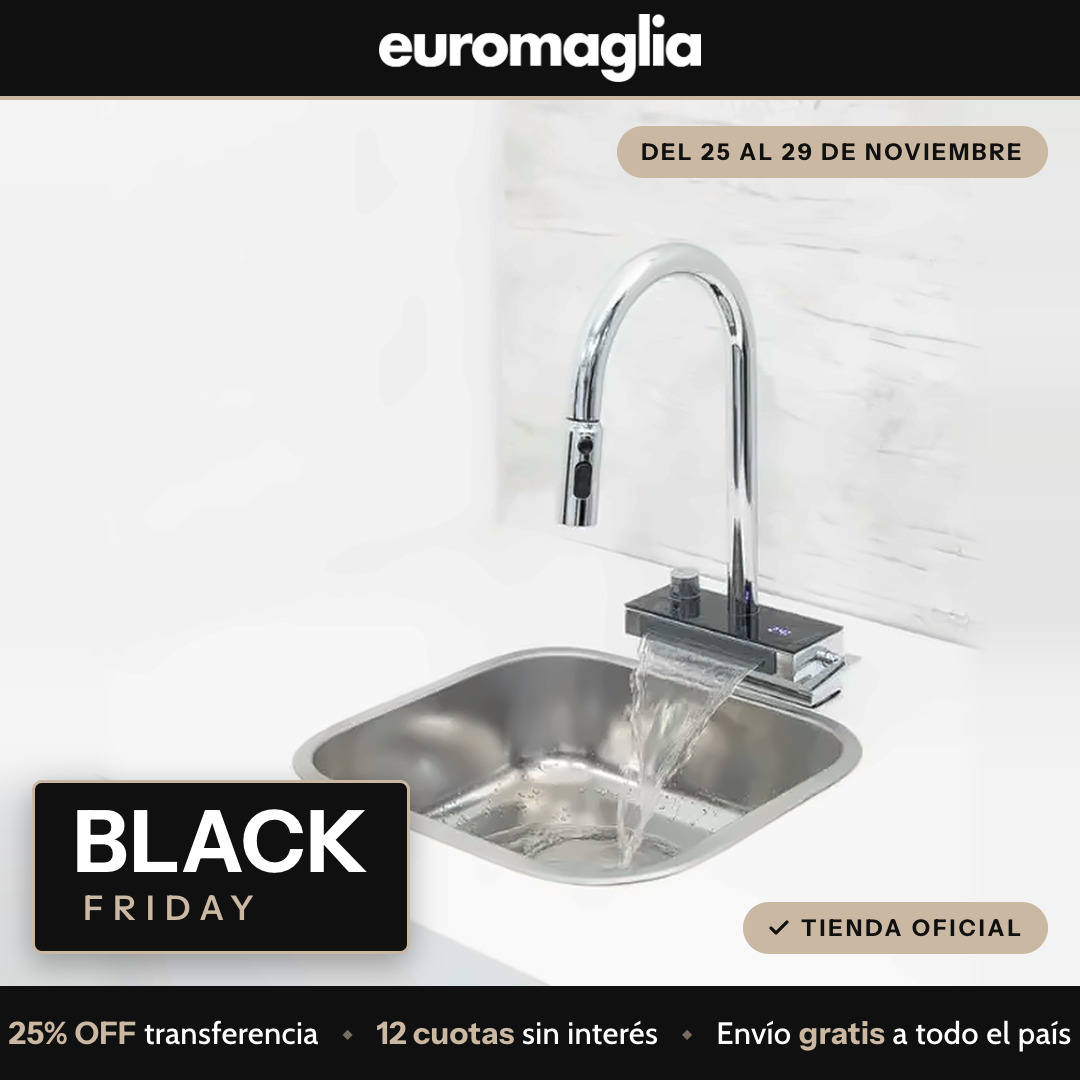 euromaglia
DEL 25 AL 29 DE NOVIEMBRE
BLACK
FRIDAY
✓ TIENDA OFICIAL
25% OFF transferencia ◆ 12 cuotas sin interés ◆ Envío gratis a todo el país